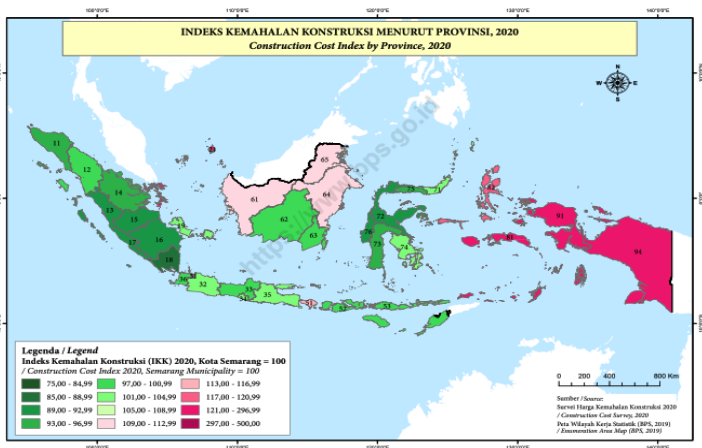 INDEKS KEMAHALAN KONSTRUKSI MENURUT PROVINSI, 2020
Construction Cost Index by Province, 2020
N
W E
S
https://www.bps.go.id
11
12
14
13
15
17
16
18
65
61
64
62
63
72
76
73
74
32
33
34
35
51
52
53
82
81
91
94
Legenda / Legend
Indeks Kemahalan Konstruksi (IKK) 2020, Kota Semarang = 100
/ Construction Cost Index 2020, Semarang Municipality = 100
75,00 - 84,99 97,00 - 100,99 113,00 - 116,99
85,00 - 88,99 101,00 - 104,99 117,00 - 120,99
89,00 - 92,99 105,00 - 108,99 121,00 - 296,99
93,00 - 96,99 109,00 - 112,99 297,00 - 500,00
0 200 400 800 Km
Sumber / Source:
Survei Harga Kemahalan Konstruksi 2020
/ Construction Cost Survey, 2020
Peta Wilayah Kerja Statistik (BPS, 2019)
/ Enumeration Area Map (BPS, 2019)